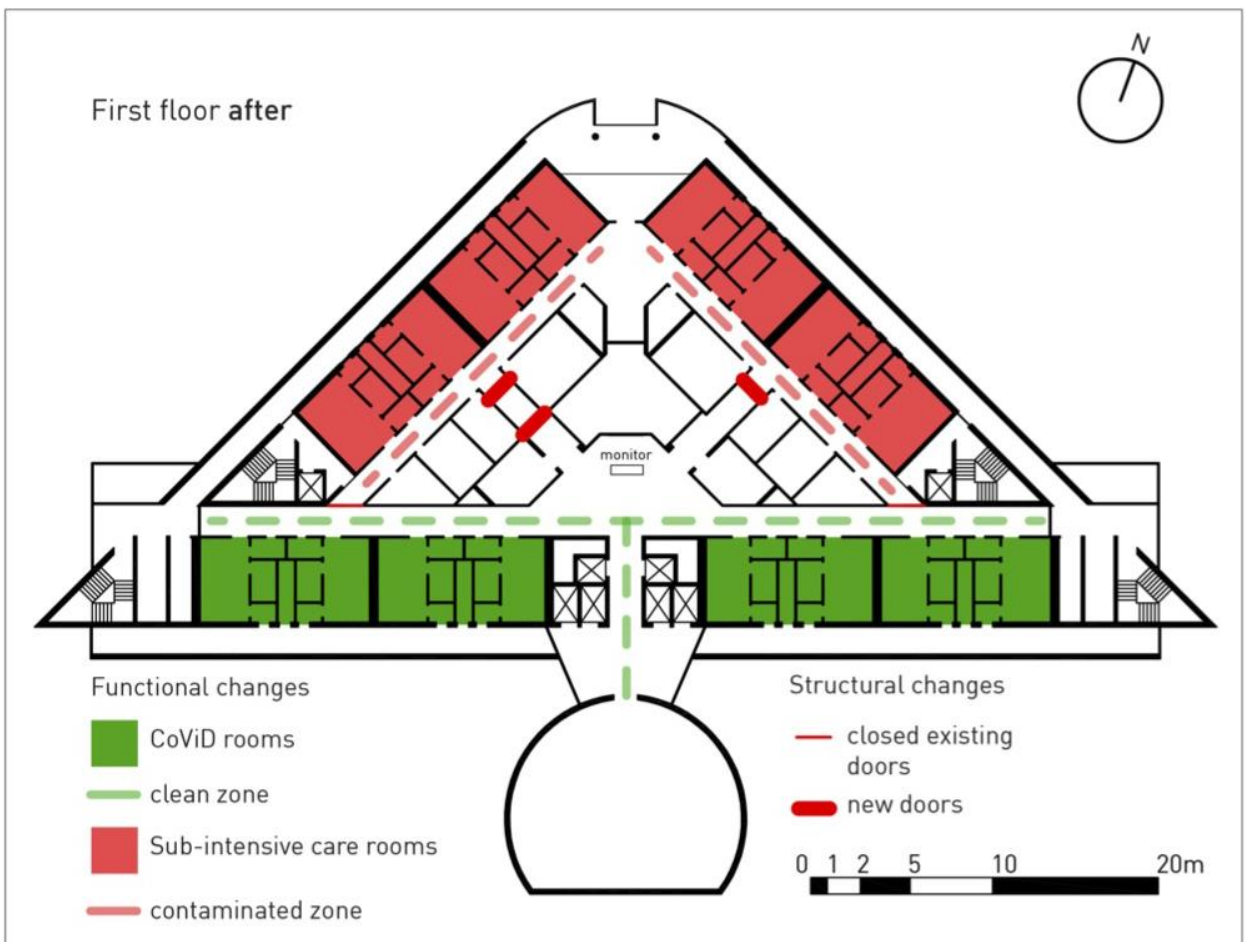 N
First floor after
monitor
Functional changes
CoViD rooms
clean zone
Sub-intensive care rooms
contaminated zone
Structural changes
closed existing
doors
new doors
0 1 2 5 10 20m